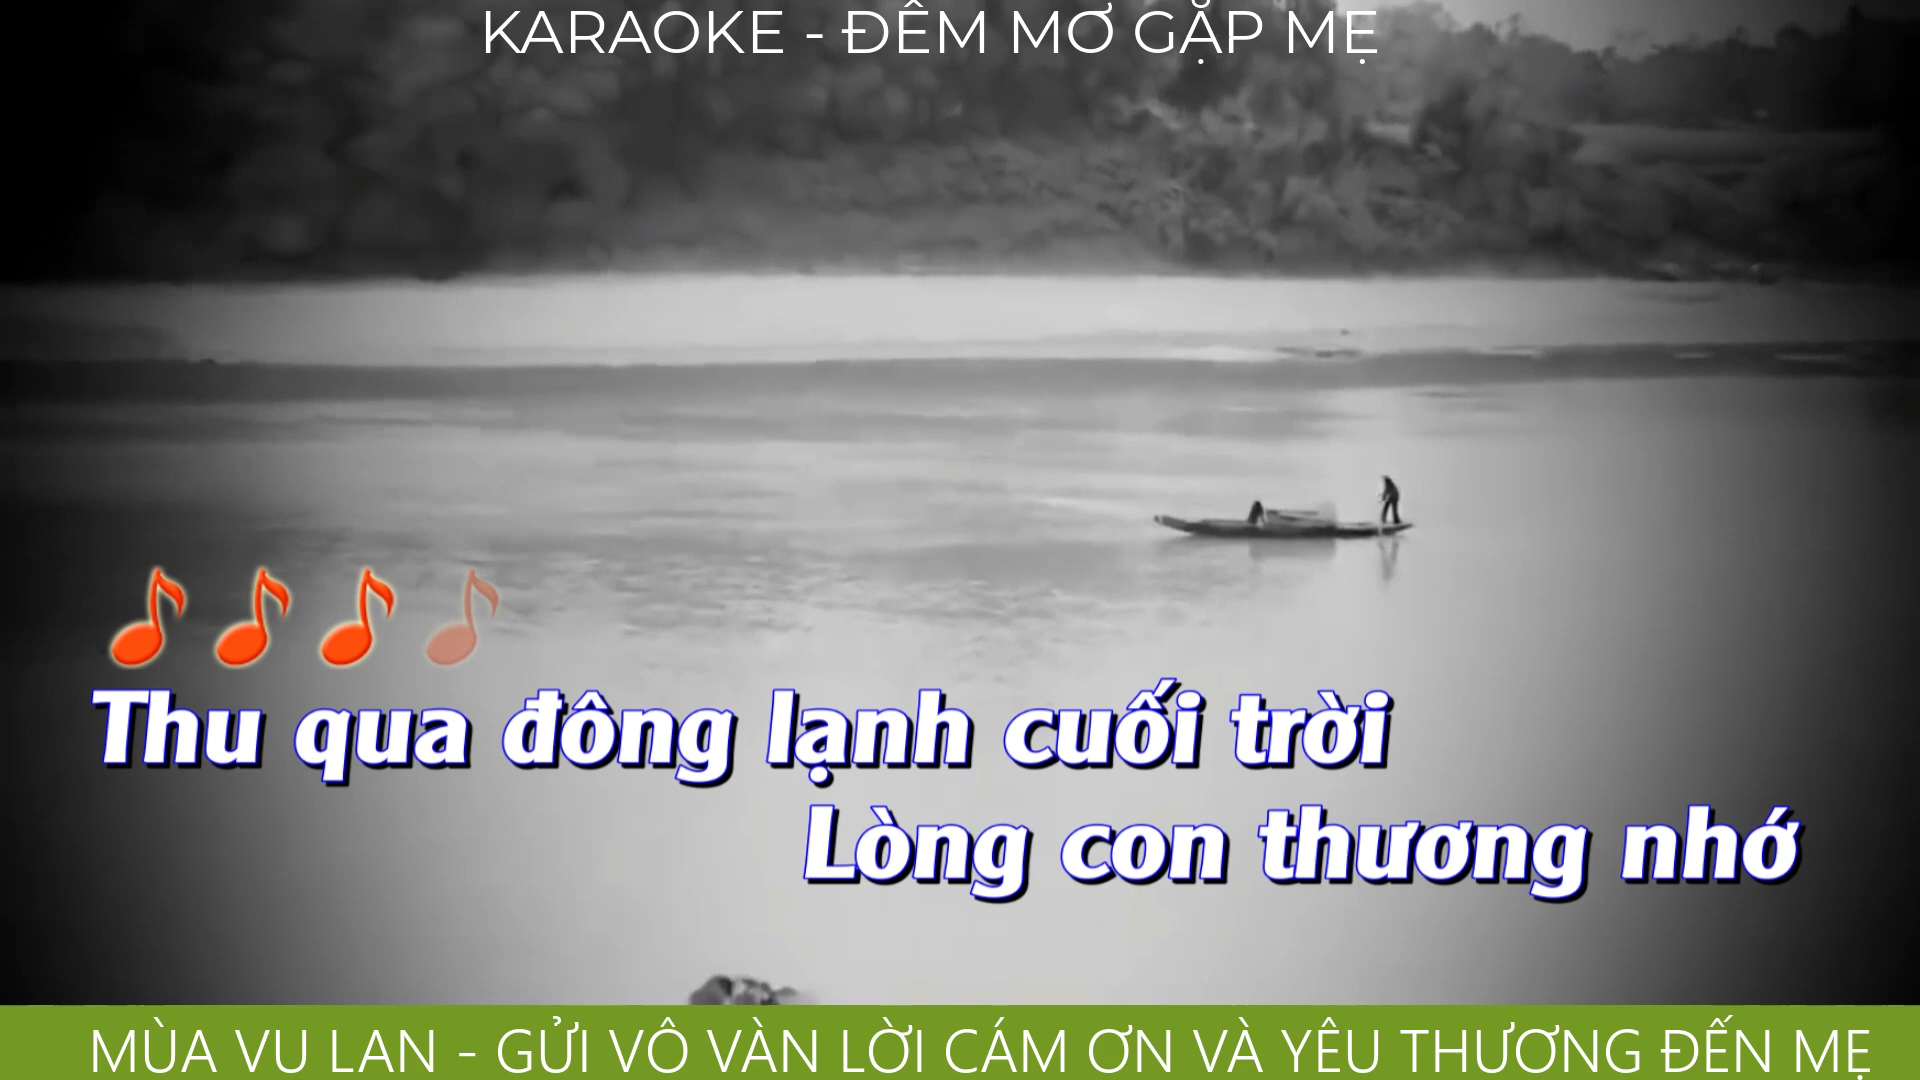 KARAOKE - ĐÊM MƠ GẶP MẸ
Thu qua đông lạnh cuối trời
Lòng con thương nhớ
MÙA VU LAN - GỬI VÔ VÀN LỜI CÁM ƠN VÀ YÊU THƯƠNG ĐẾN MẸ